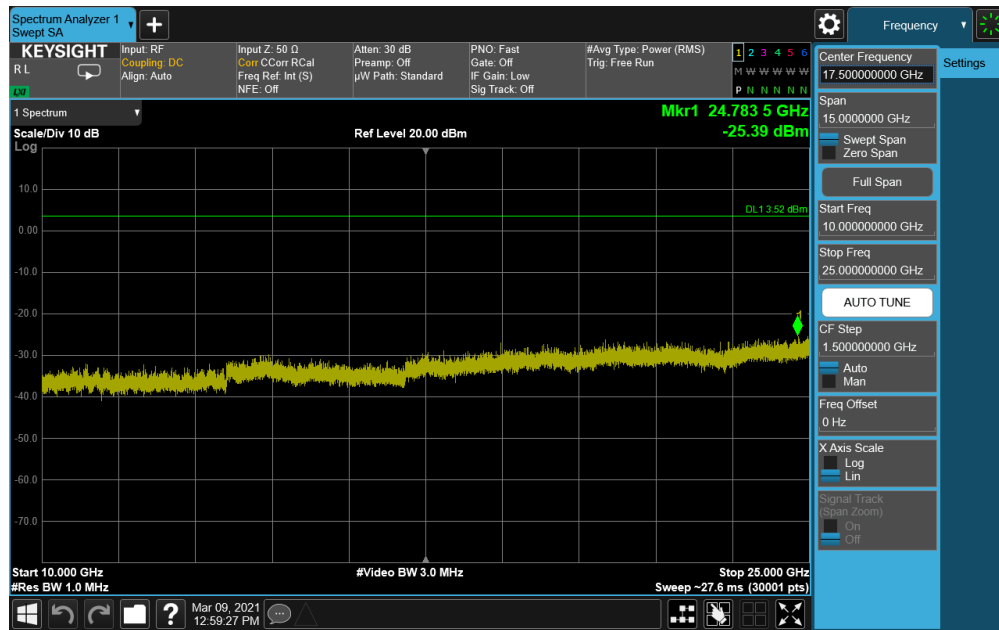 Spectrum Analyzer 1
Swept SA
Frequency
KEYSIGHT
R L
LXI
Input: RF
Coupling: DC
Align: Auto
Input Z: 50 Ω
Corr CCorr RCal
Freq Ref: Int (S)
NFE: Off
Atten: 30 dB
Preamp: Off
µW Path: Standard
PNO: Fast
Gate: Off
IF Gain: Low
Sig Track: Off
#Avg Type: Power (RMS)
Trig: Free Run
1 2 3 4 5 6
M W W W W W
P N N N N N
1 Spectrum
Mkr1 24.783 5 GHz
-25.39 dBm
Scale/Div 10 dB
Ref Level 20.00 dBm
Log
10.0
DL1 3.52 dBm
0.00
-10.0
-20.0
1
-30.0
-40.0
-50.0
-60.0
-70.0
Start 10.000 GHz
#Video BW 3.0 MHz
Stop 25.000 GHz
#Res BW 1.0 MHz
Sweep ~27.6 ms (30001 pts)
Mar 09, 2021
12:59:27 PM
Center Frequency
17.500000000 GHz
Settings
Span
15.0000000 GHz
Swept Span
Zero Span
Full Span
Start Freq
10.000000000 GHz
Stop Freq
25.000000000 GHz
AUTO TUNE
CF Step
1.500000000 GHz
Auto
Man
Freq Offset
0 Hz
X Axis Scale
Log
Lin
Signal Track
(Span Zoom)
On
Off